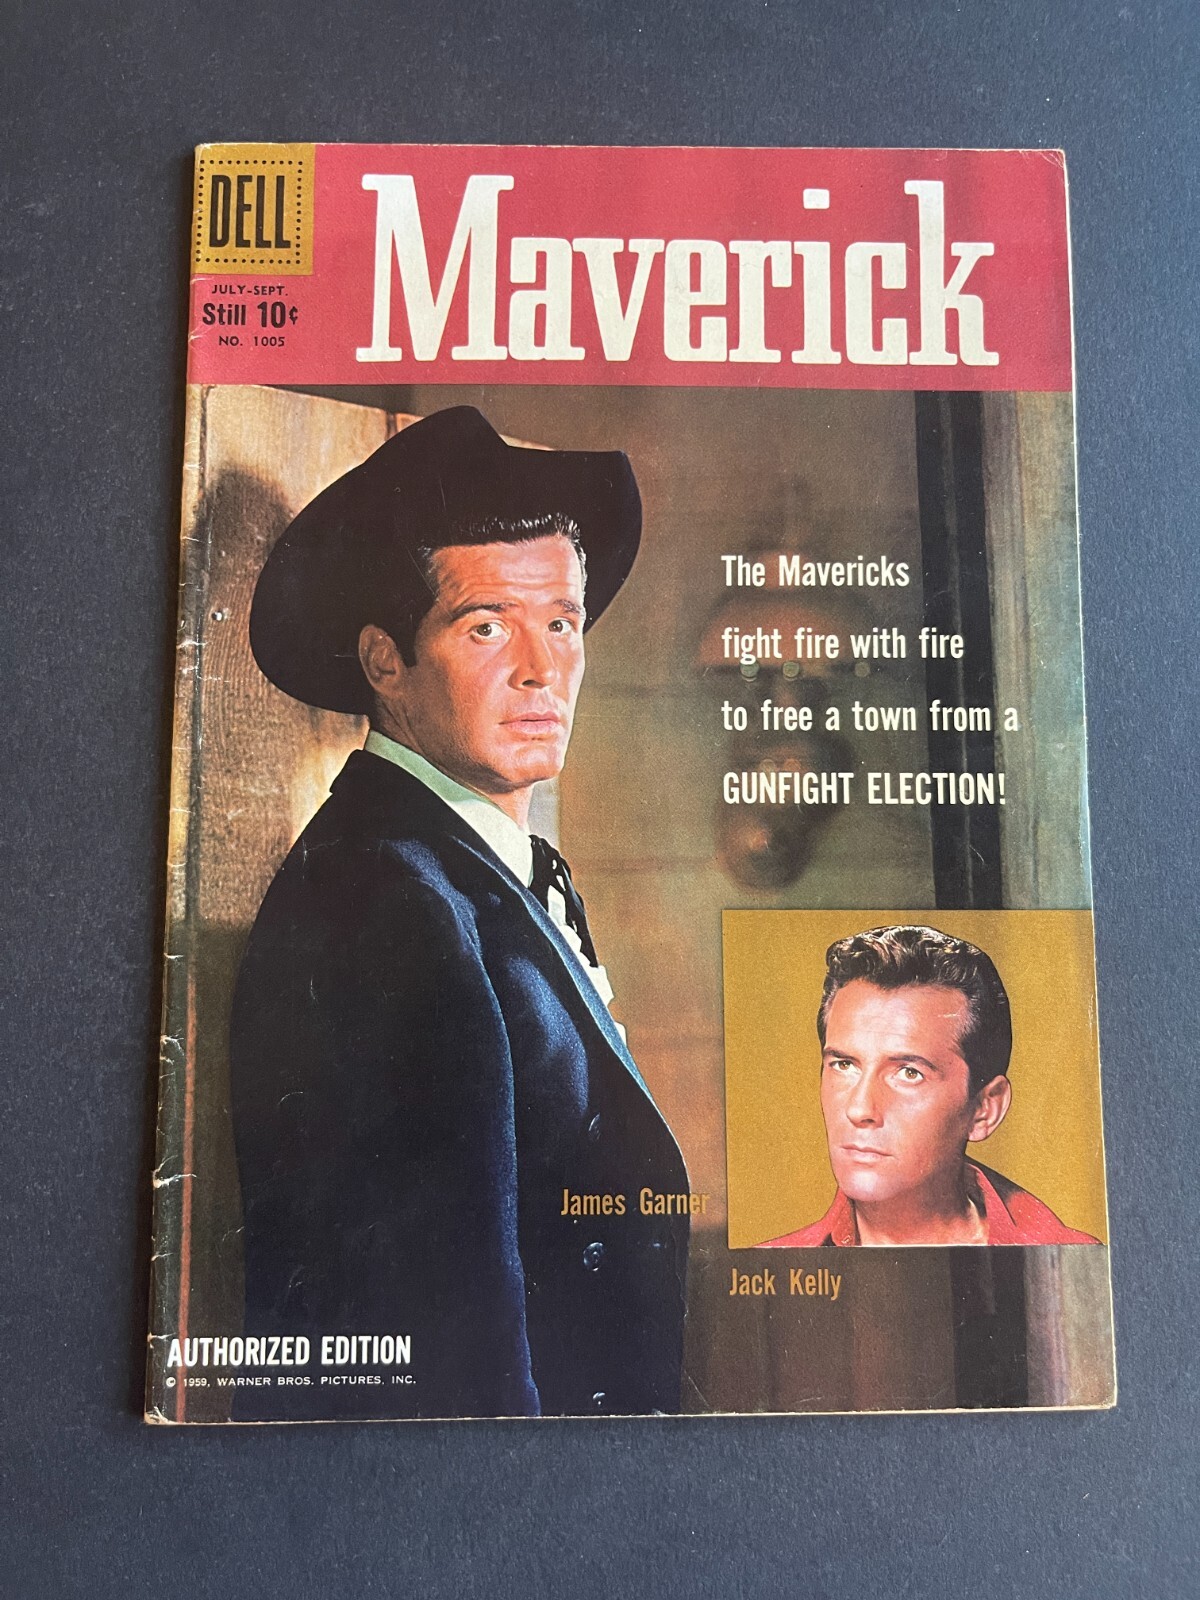 DELL
JULY-SEPT.
Still 10¢
NO. 1005
Maverick
The Mavericks
fight fire with fire
to free a town from a
GUNFIGHT ELECTION!
James Garner
Jack Kelly
AUTHORIZED EDITION
© 1959, WARNER BROS. PICTURES, INC.